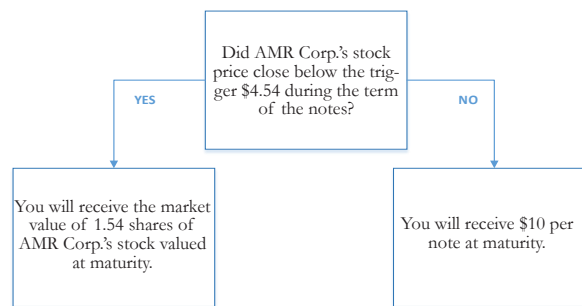 Did AMR Corp.'s stock
price close below the trig-
ger $4.54 during the term
of the notes?
YES
NO
You will receive the market
value of 1.54 shares of
AMR Corp.'s stock valued
at maturity.
You will receive $10 per
note at maturity.